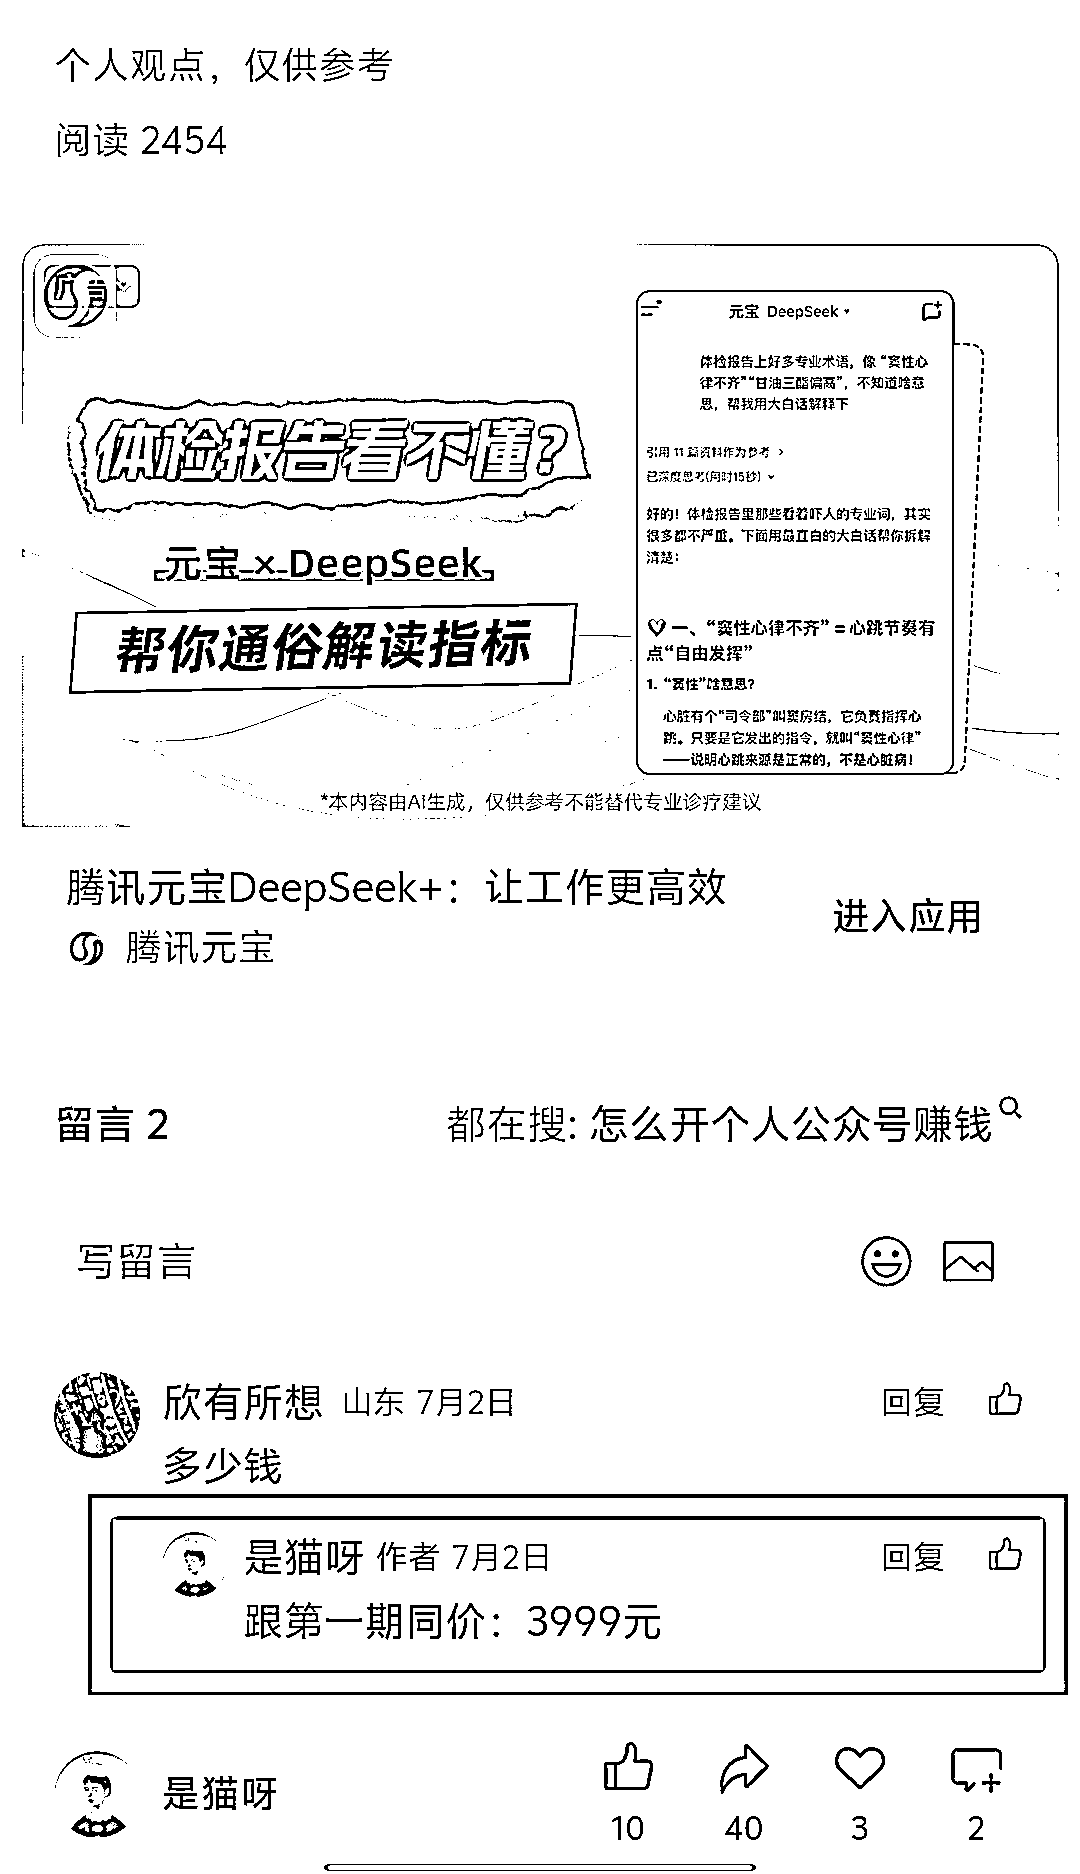 个人观点，仅供参考
阅读 2454
元宝 DeepSeek
体检报告上好多专业术语，像“窦性心
律不齐”“甘油三酯偏高”，不知道啥意
思，帮我用大白话解释下
引用 11 篇资料作为参考 >
已深度思考(用时15秒)
好的！体检报告里那些看着吓人的专业词，其实
很多都不严重。下面用最直白的大白话帮你拆解
清楚：
一、“窦性心律不齐” = 心跳节奏有
点“自由发挥”
1. “窦性”啥意思?
心脏有个“司令部”叫窦房结，它负责指挥心
跳。只要是它发出的指令，就叫“窦性心律”
——说明心跳来源是正常的，不是心脏病！
体检报告看不懂?
元宝 × DeepSeek
帮你通俗解读指标
*本内容由AI生成，仅供参考不能替代专业诊疗建议
腾讯元宝DeepSeek+：让工作更高效
腾讯元宝
进入应用
留言 2
都在搜: 怎么开个人公众号赚钱
写留言
欣有所想 山东 7月2日 回复
多少钱
是猫呀 作者 7月2日 回复
跟第一期同价：3999元
是猫呀
10 40 3 2